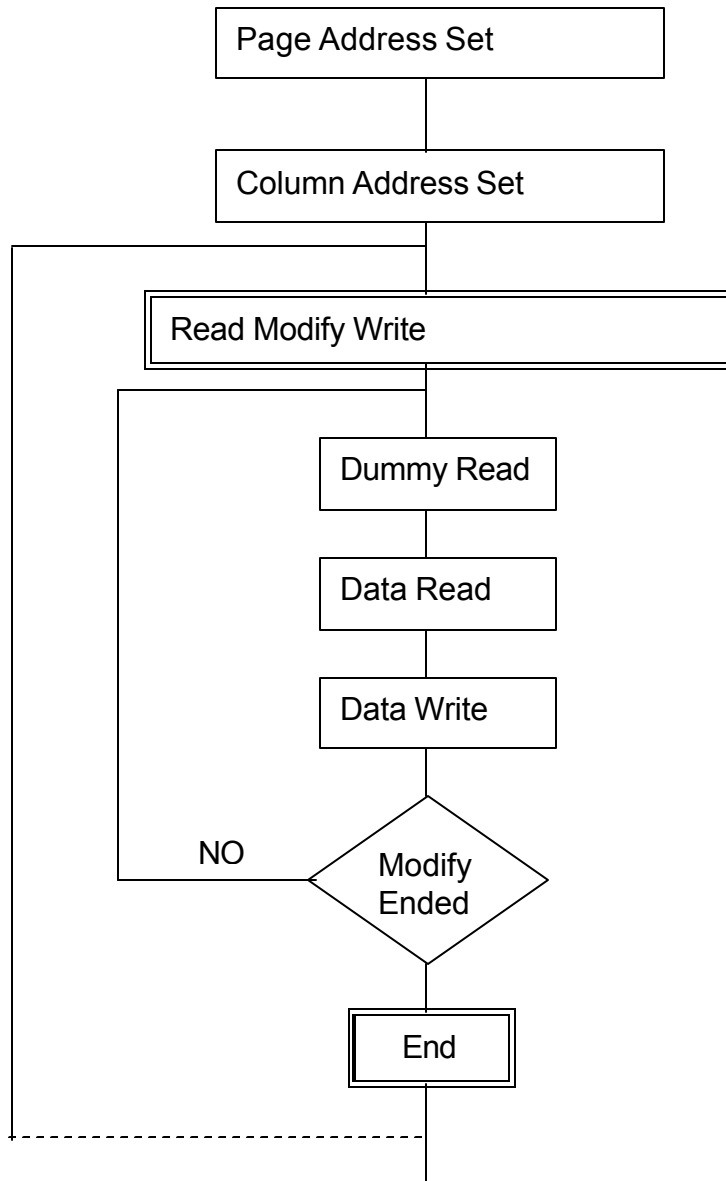 Page Address Set
Column Address Set
Read Modify Write
Dummy Read
Data Read
Data Write
NO
Modify
Ended
End